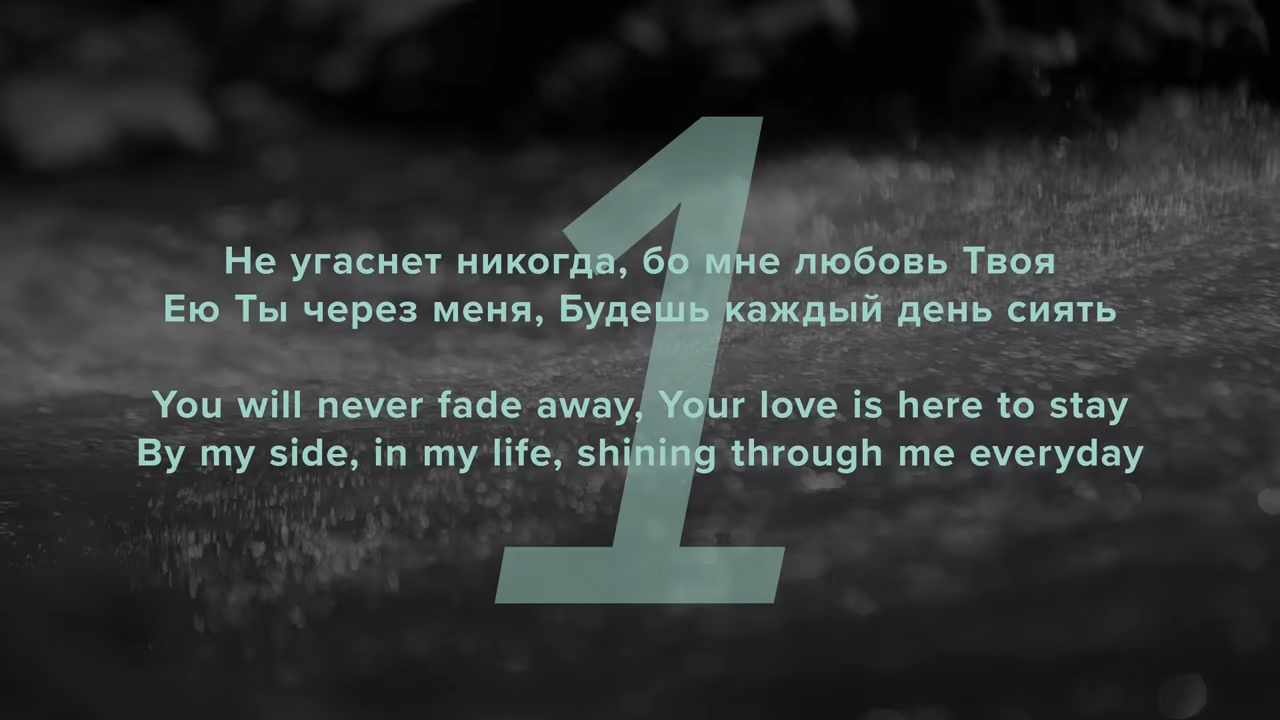 1
Не угаснет никогда, бо мне любовь Твоя
Ею Ты через меня, Будешь каждый день сиять
You will never fade away, Your love is here to stay
By my side, in my life, shining through me everyday